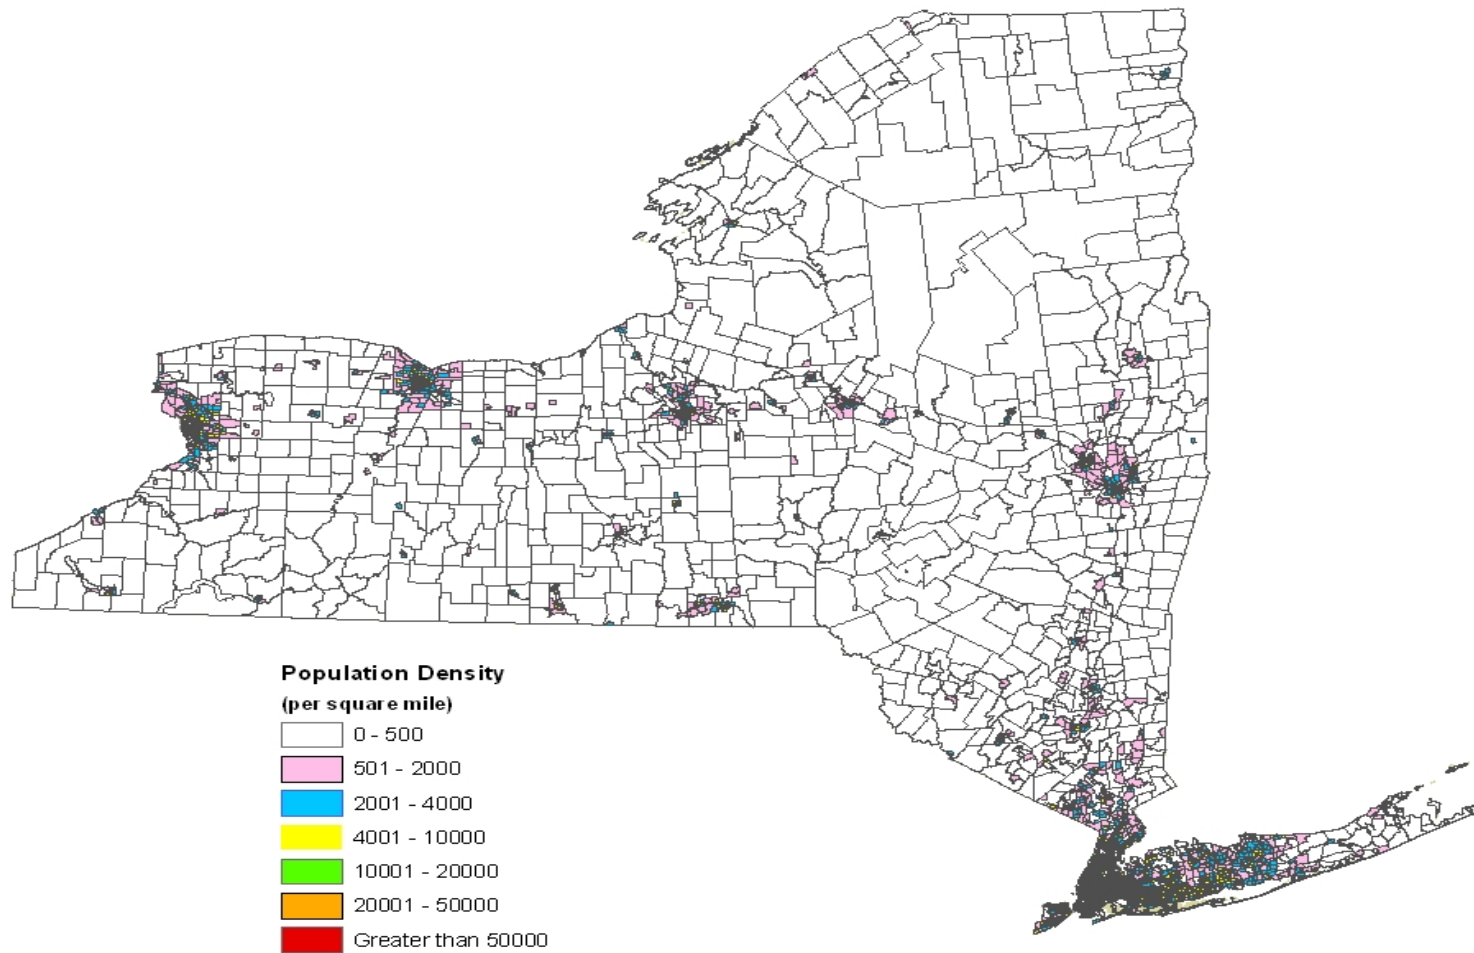 Population Density
(per square mile)
0 - 500
501 - 2000
2001 - 4000
4001 - 10000
10001 - 20000
20001 - 50000
Greater than 50000